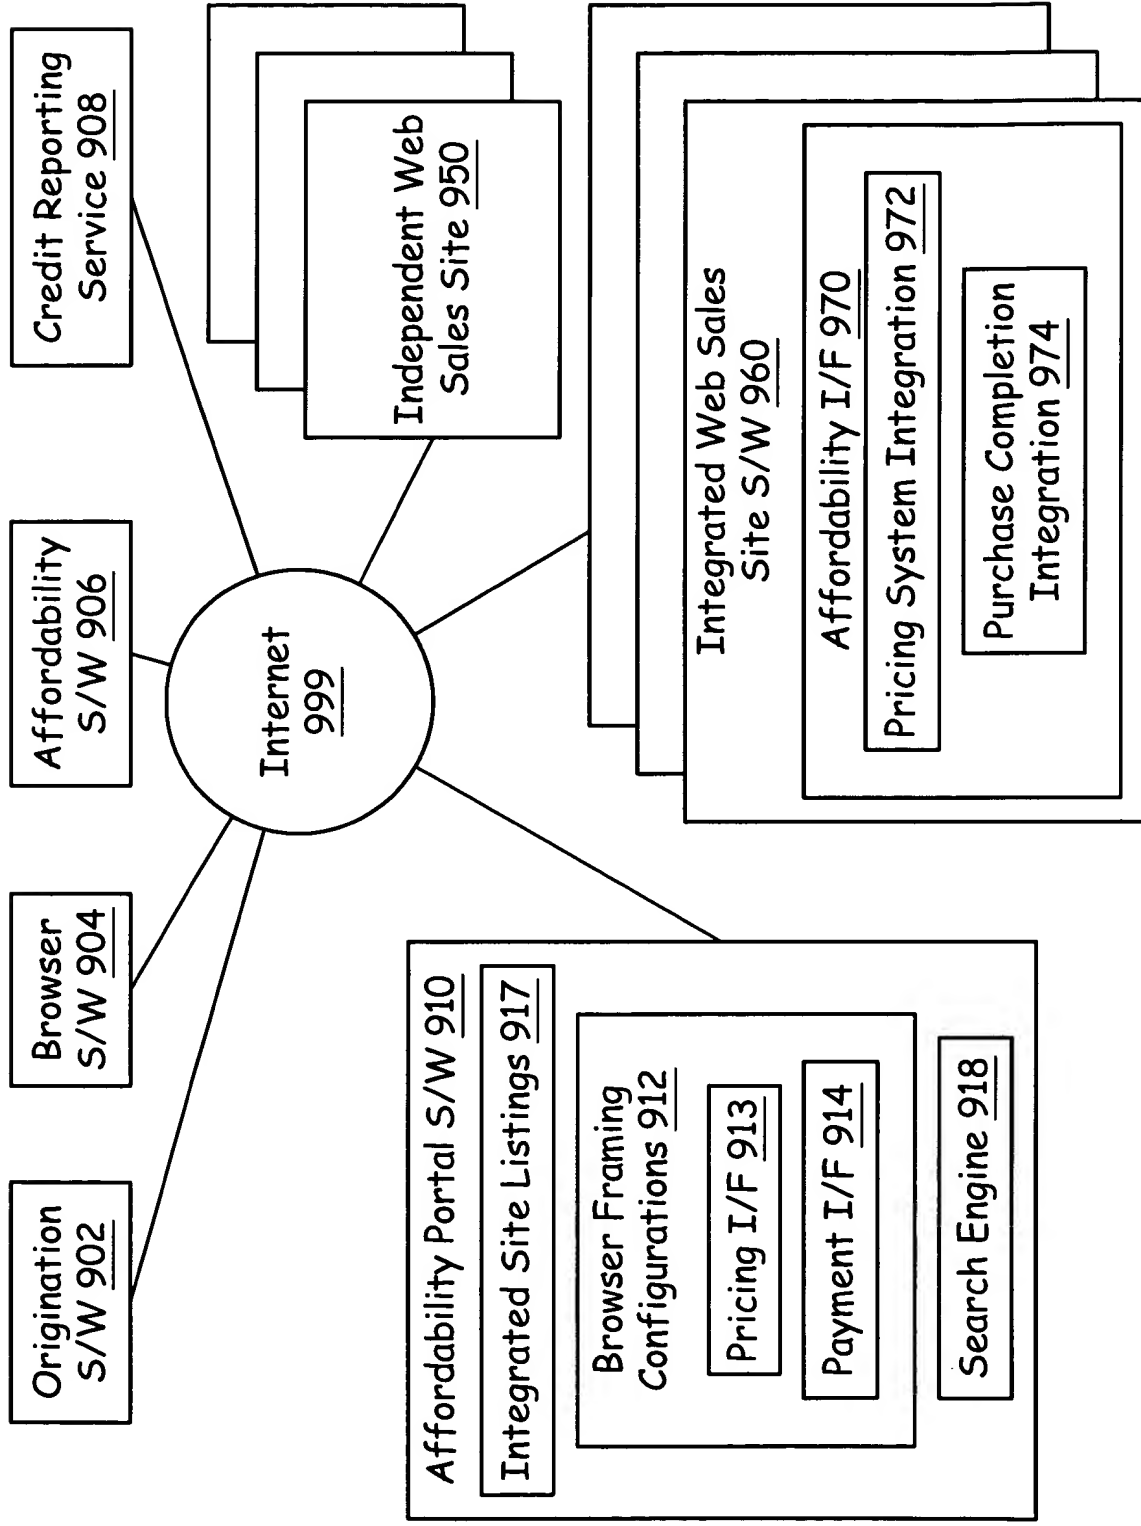 Origination
S/W 902
Browser
S/W 904
Affordability
S/W 906
Credit Reporting
Service 908
Internet
999
Independent Web
Sales Site 950
Affordability Portal S/W 910
Integrated Site Listings 917
Browser Framing
Configurations 912
Pricing I/F 913
Payment I/F 914
Search Engine 918
Integrated Web Sales
Site S/W 960
Affordability I/F 970
Pricing System Integration 972
Purchase Completion
Integration 974